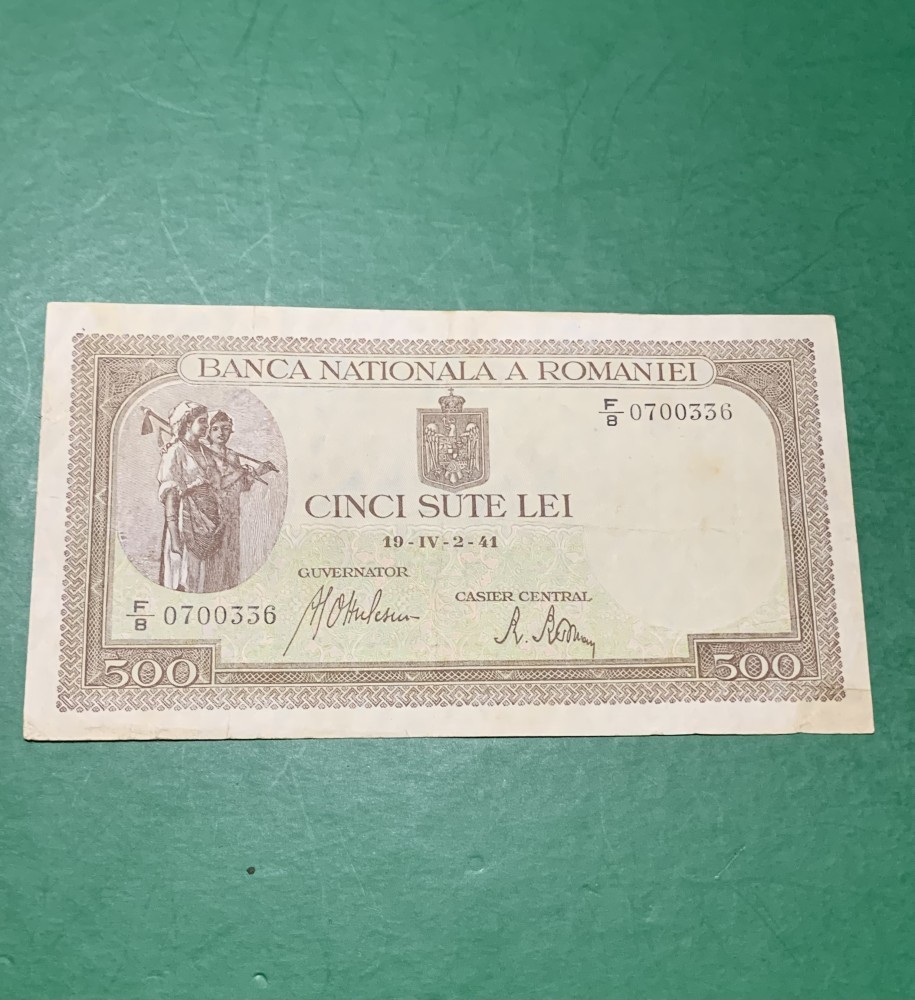 BANCA NATIONALA A ROMANIEI
F/8 0700336
CINCI SUTE LEI
19-IV-2-41
GUVERNATOR
CASIER CENTRAL
F/8 0700336
500
500